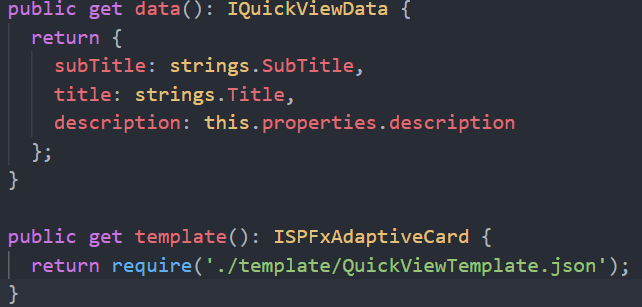 public get data(): IQuickViewData {
return {
subTitle: strings.SubTitle,
title: strings.Title,
description: this.properties.description
};
}
public get template(): ISPFxAdaptiveCard {
return require('./template/QuickViewTemplate.json');
}